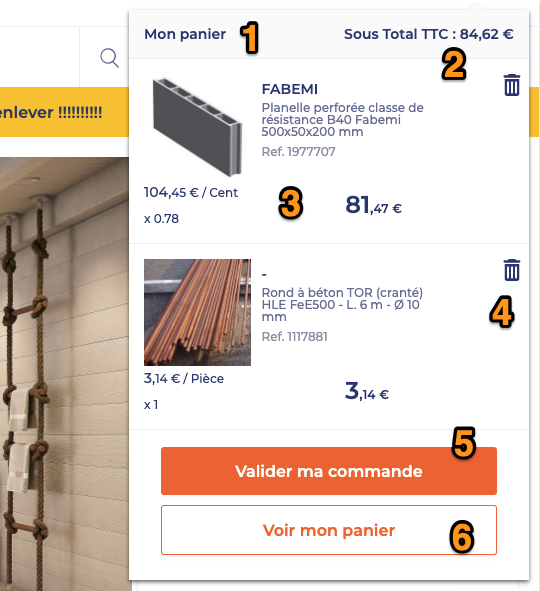 Mon panier 1 Sous Total TTC : 84,62 €
2
enlever !!!!!!!!!!
FABEMI
Planelle perforée classe de
résistance B40 Fabemi
500x50x200 mm
Ref. 1977707
104,45 € / Cent
x 0.78
3
81,47 €
-
Rond à béton TOR (cranté)
HLE FeE500 - L. 6 m - Ø 10
mm
Ref. 1117881
4
3,14 € / Pièce
x 1
3,14 €
5
Valider ma commande
Voir mon panier
6